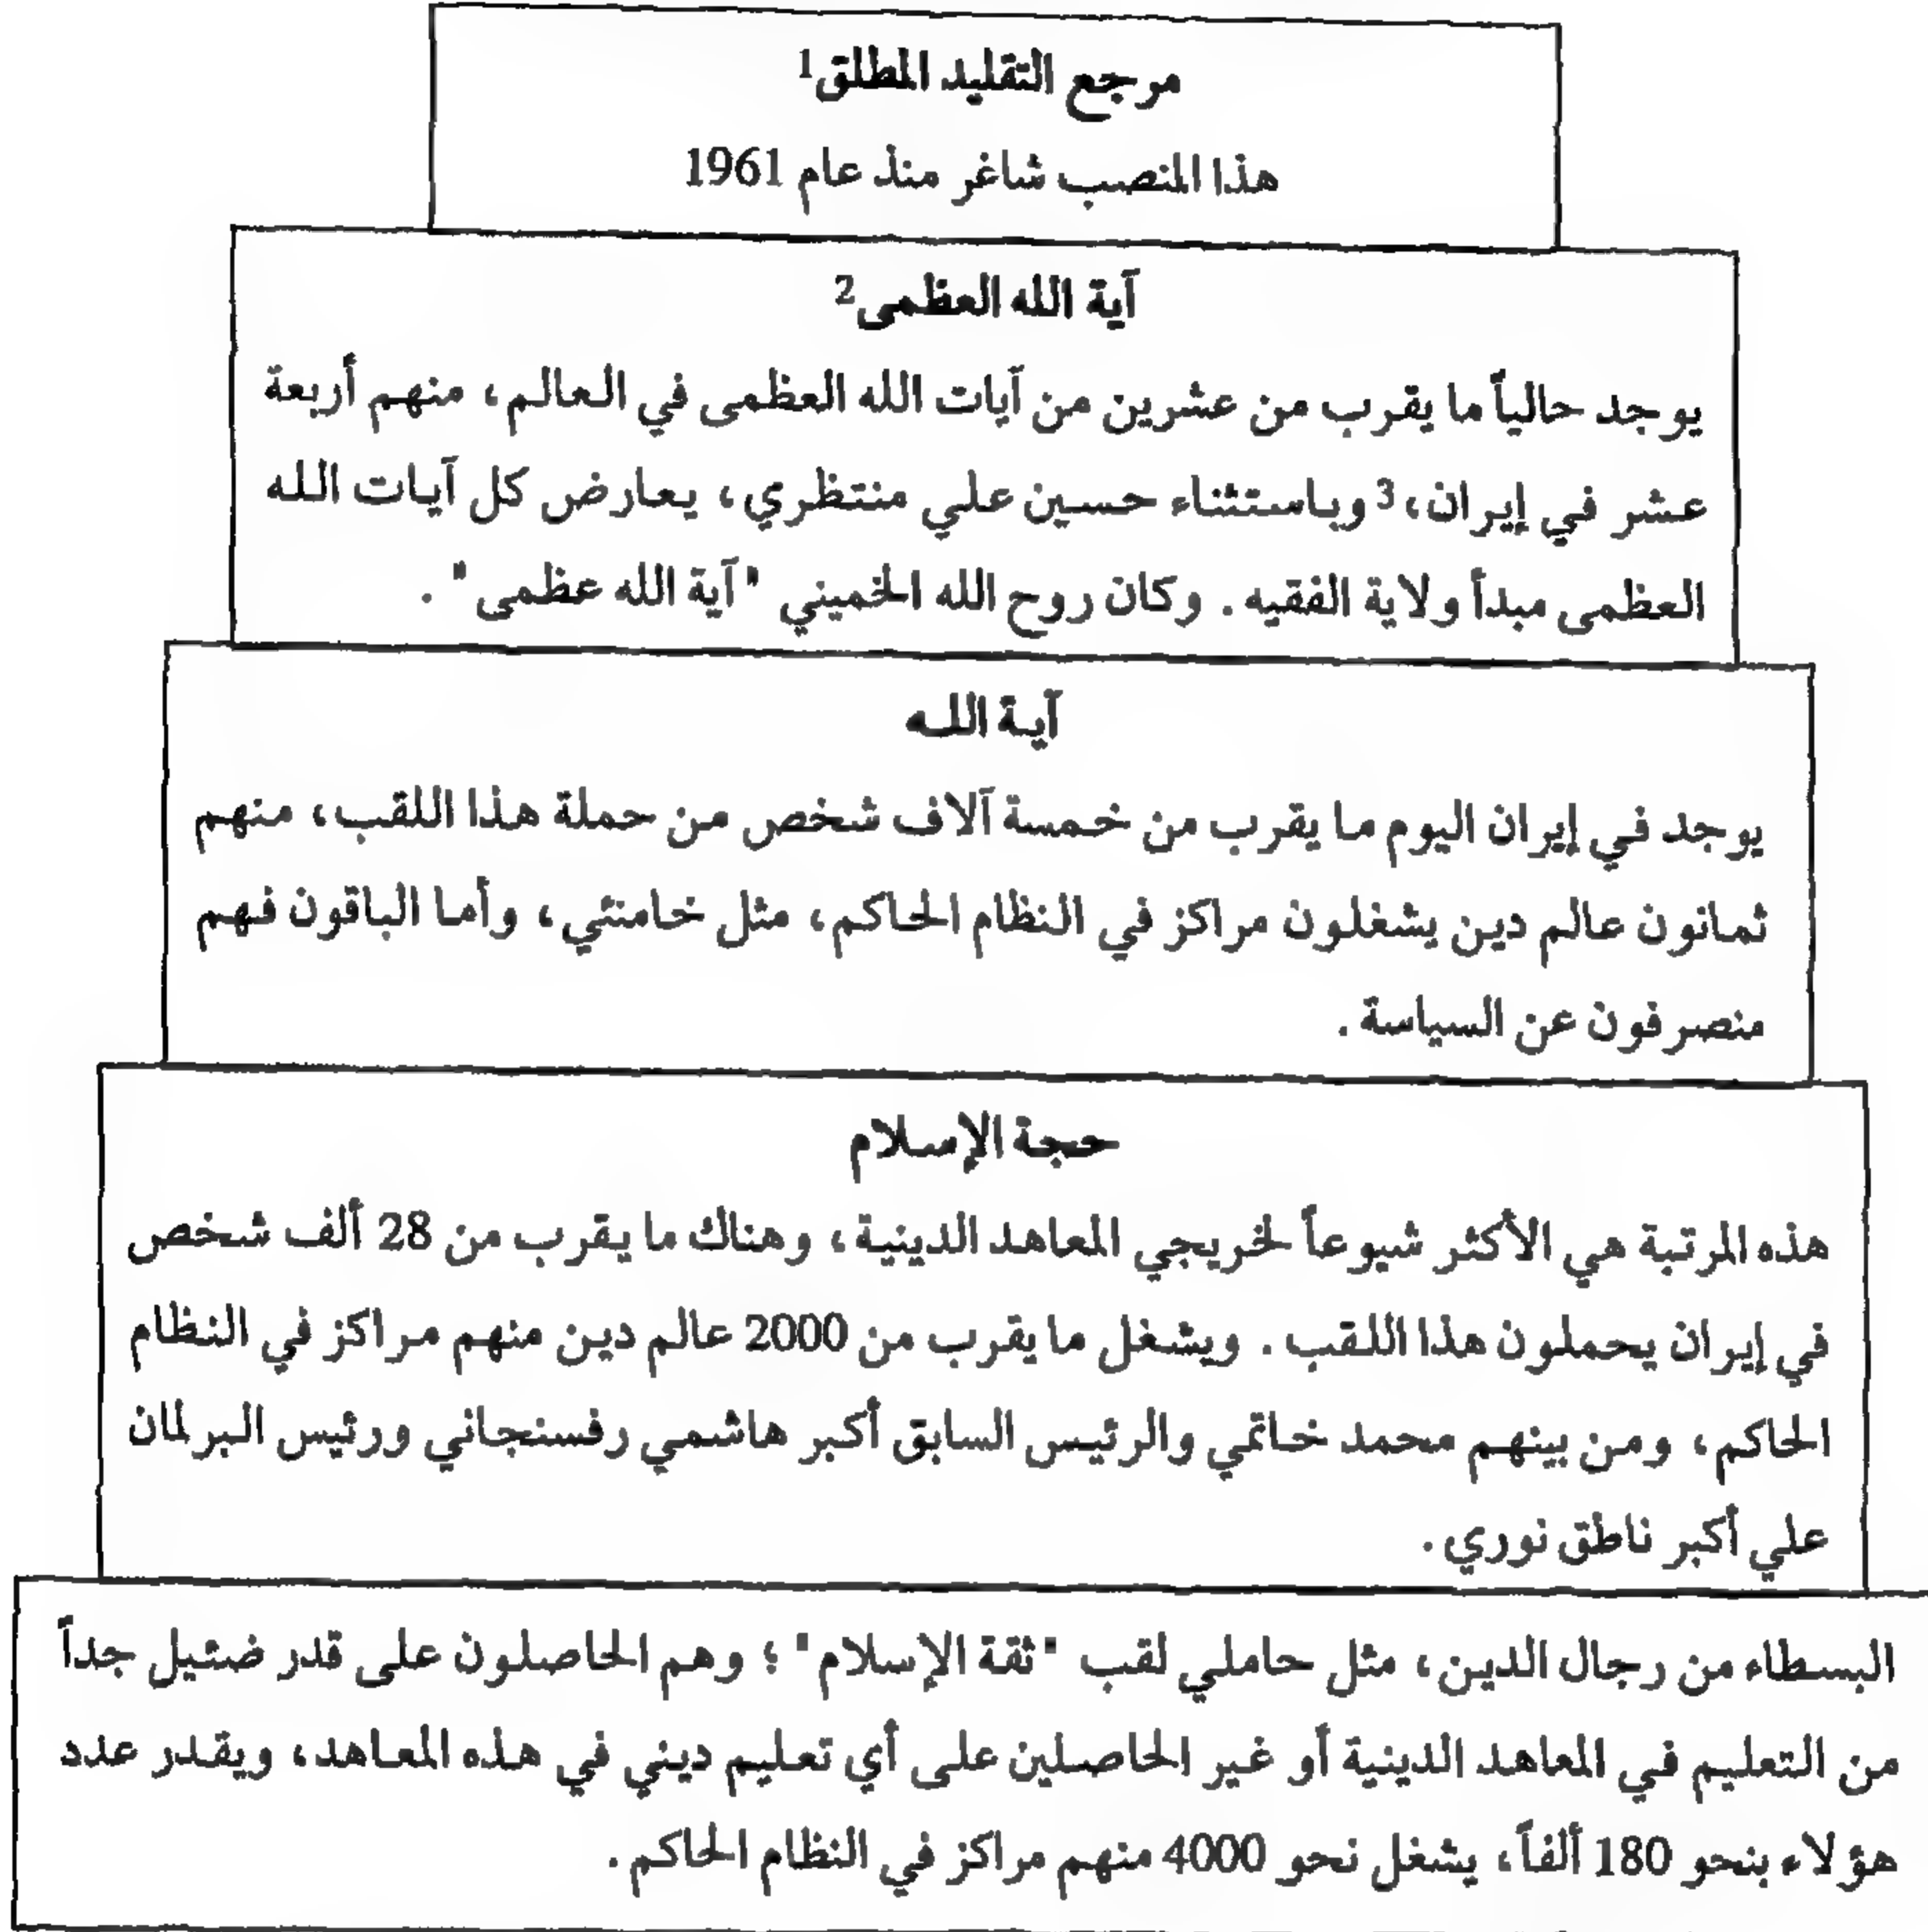 مرجع التقليد المطلق1
هذا المنصب شاغر منذ عام 1961
آية الله العظمى2
يوجد حالياً ما يقرب من عشرين من آيات الله العظمى في العالم، منهم أربعة
عشر في إيران،3 وباستثناء حسين علي منتظري، يعارض كل آيات الله
العظمى مبدأ ولاية الفقيه. وكان روح الله الخميني "آية الله عظمى".
آية الله
يوجد في إيران اليوم ما يقرب من خمسة آلاف شخص من حملة هذا اللقب، منهم
ثمانون عالم دين يشغلون مراكز في النظام الحاكم، مثل خامنئي، وأما الباقون فهم
منصرفون عن السياسة.
حجة الإسلام
هذه المرتبة هي الأكثر شيوعاً لخريجي المعاهد الدينية، وهناك ما يقرب من 28 ألف شخص
في إيران يحملون هذا اللقب. ويشغل ما يقرب من 2000 عالم دين منهم مراكز في النظام
الحاكم، ومن بينهم محمد خاتمي والرئيس السابق أكبر هاشمي رفسنجاني ورئيس البرلمان
علي أكبر ناطق نوري.
البسطاء من رجال الدين، مثل حاملي لقب "ثقة الإسلام"؛ وهم الحاصلون على قدر ضئيل جداً
من التعليم في المعاهد الدينية أو غير الحاصلين على أي تعليم ديني في هذه المعاهد، ويقدر عدد
هؤلاء بنحو 180 ألفاً، يشغل نحو 4000 منهم مراكز في النظام الحاكم.